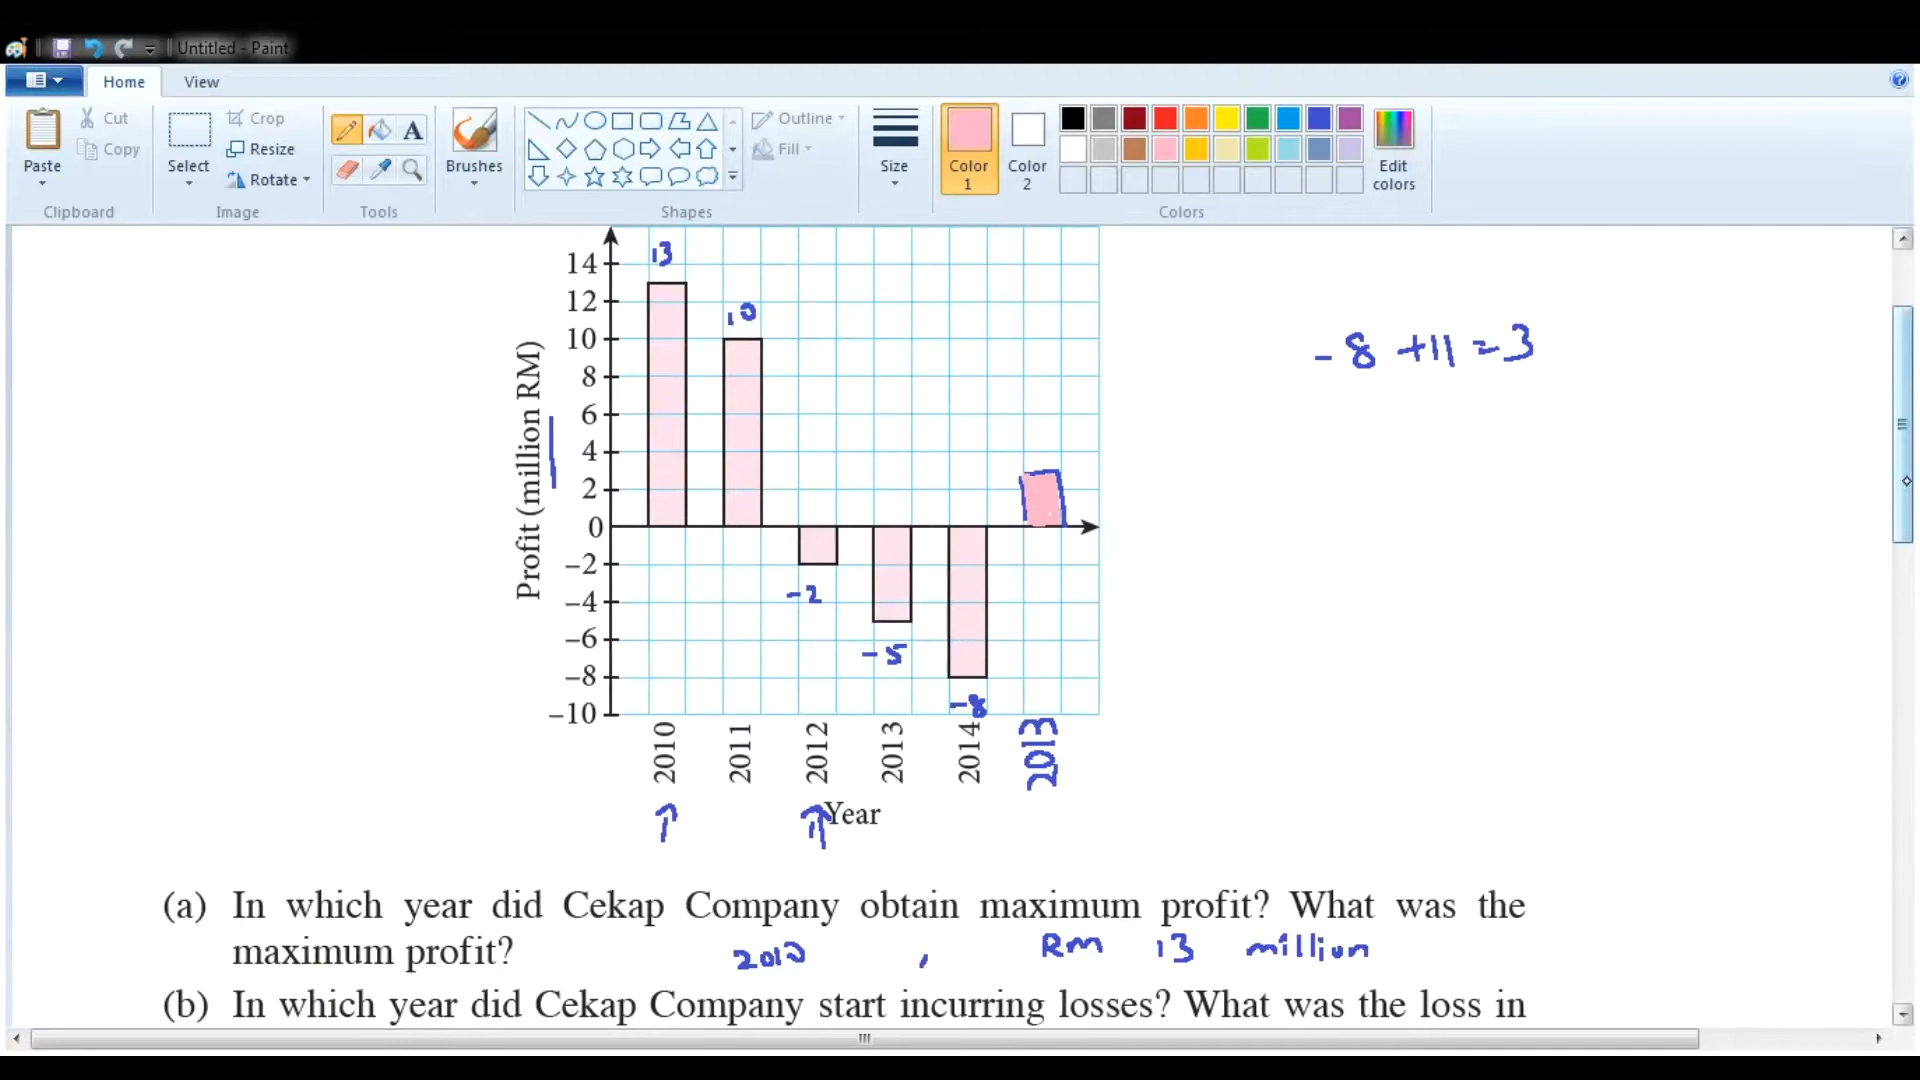 Untitled - Paint
Home View
Cut
Copy
Paste
Clipboard
Crop
Resize
Rotate
Select
Image
A
Tools
Brushes
Shapes
Outline
Fill
Size
Color 1
Color 2
Edit colors
Colors
Profit (million RM)
14
12
10
8
6
4
2
0
−2
−4
−6
−8
−10
13
10
-2
-5
-8
-8 +11 = 3
2010 2011 2012 2013 2014 2013
Year
(a) In which year did Cekap Company obtain maximum profit? What was the
maximum profit? 2010 , RM 13 million
(b) In which year did Cekap Company start incurring losses? What was the loss in